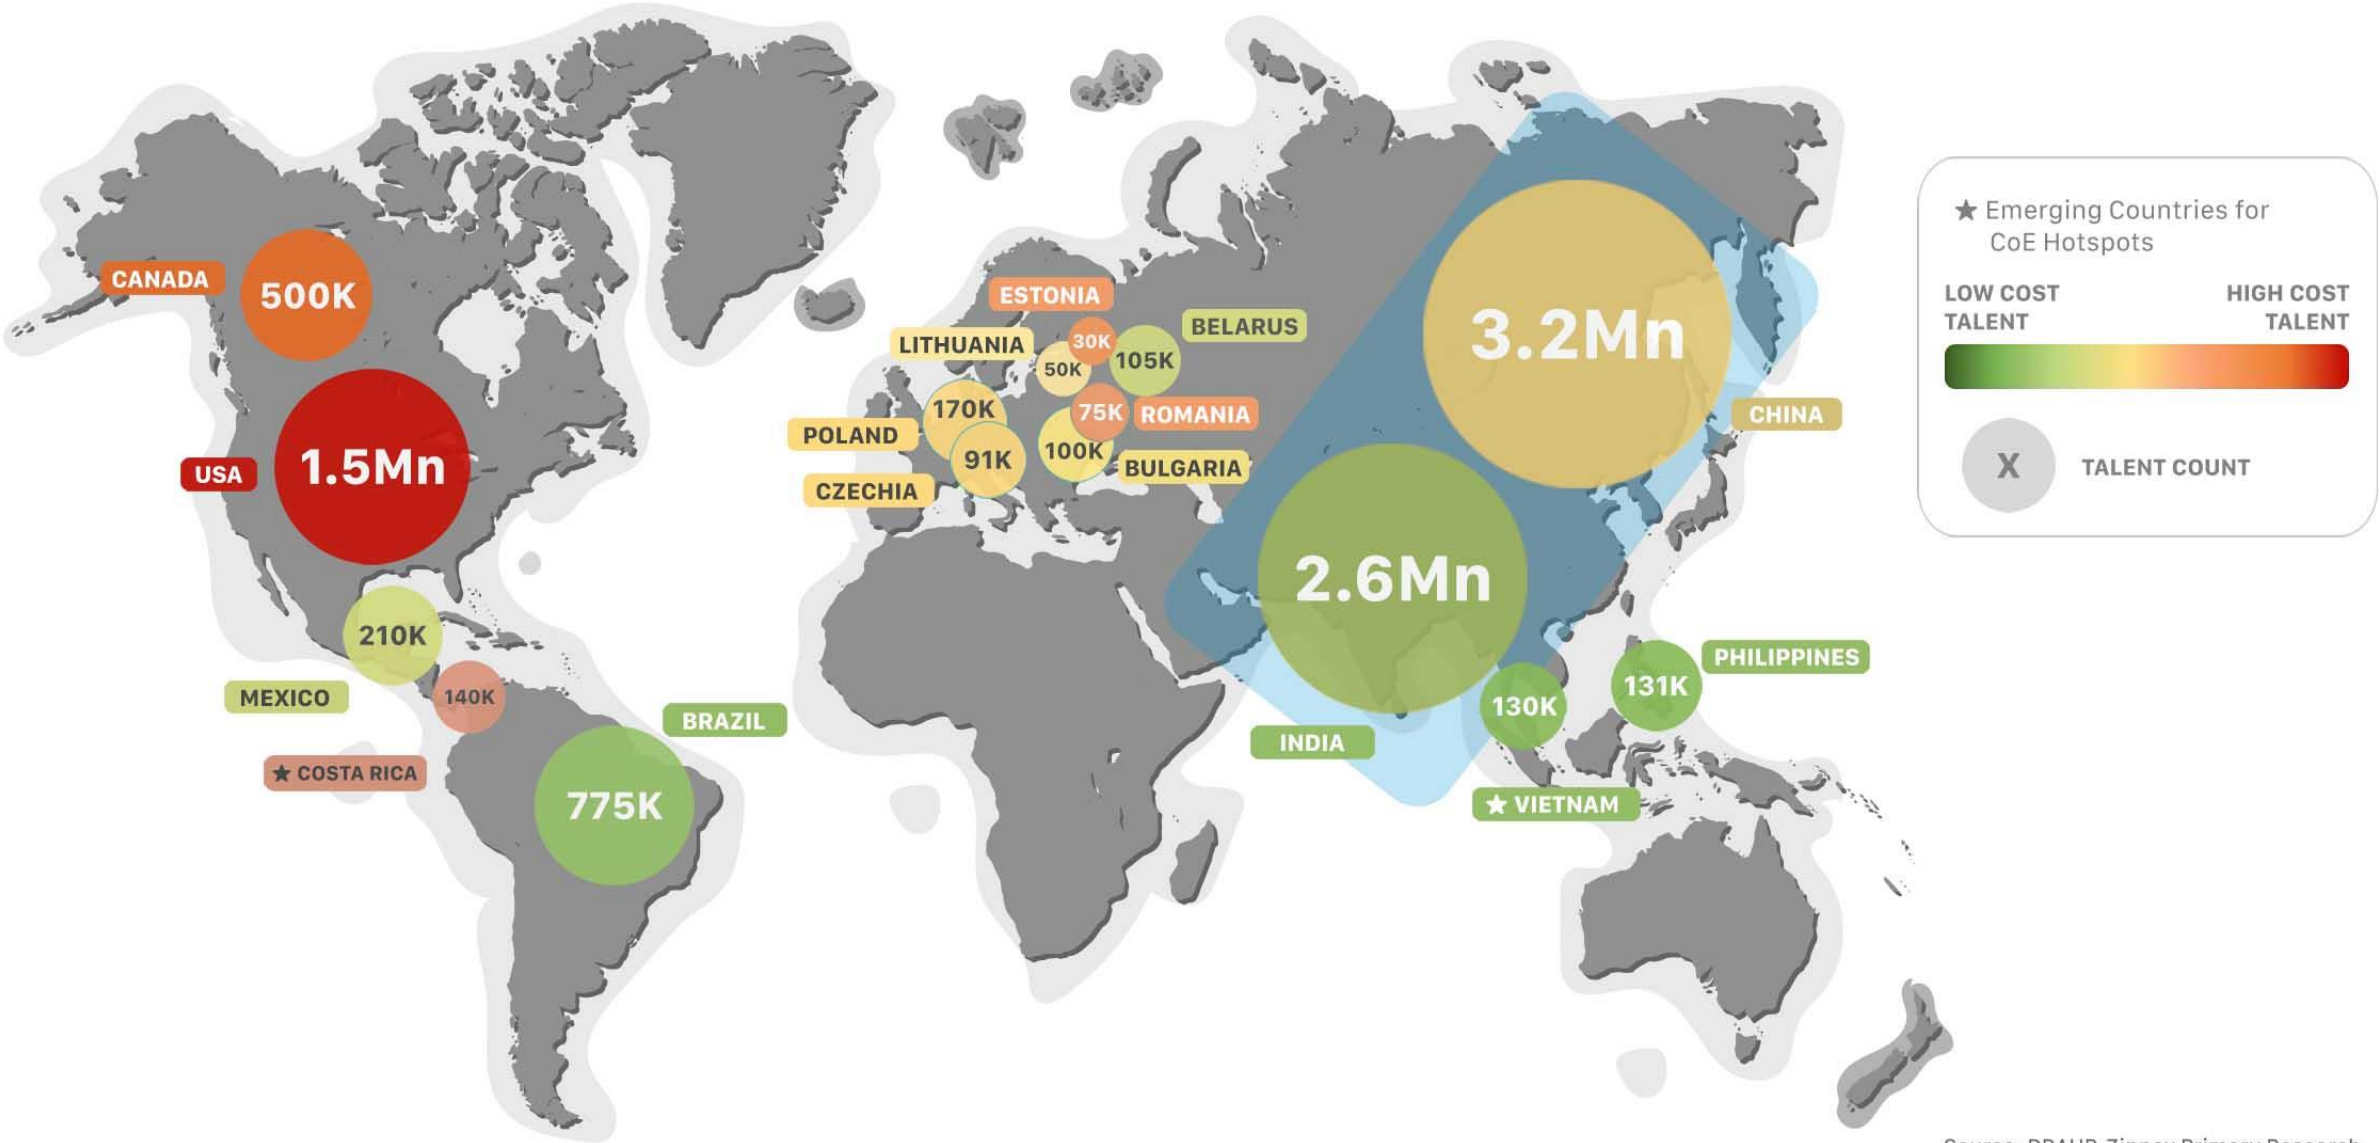 CANADA
500K
USA
1.5Mn
210K
MEXICO
140K
★ COSTA RICA
BRAZIL
775K
ESTONIA
30K
LITHUANIA
50K
BELARUS
105K
170K
POLAND
75K
ROMANIA
91K
CZECHIA
100K
BULGARIA
3.2Mn
CHINA
2.6Mn
INDIA
130K
★ VIETNAM
131K
PHILIPPINES
★ Emerging Countries for
CoE Hotspots
LOW COST
TALENT
HIGH COST
TALENT
X
TALENT COUNT